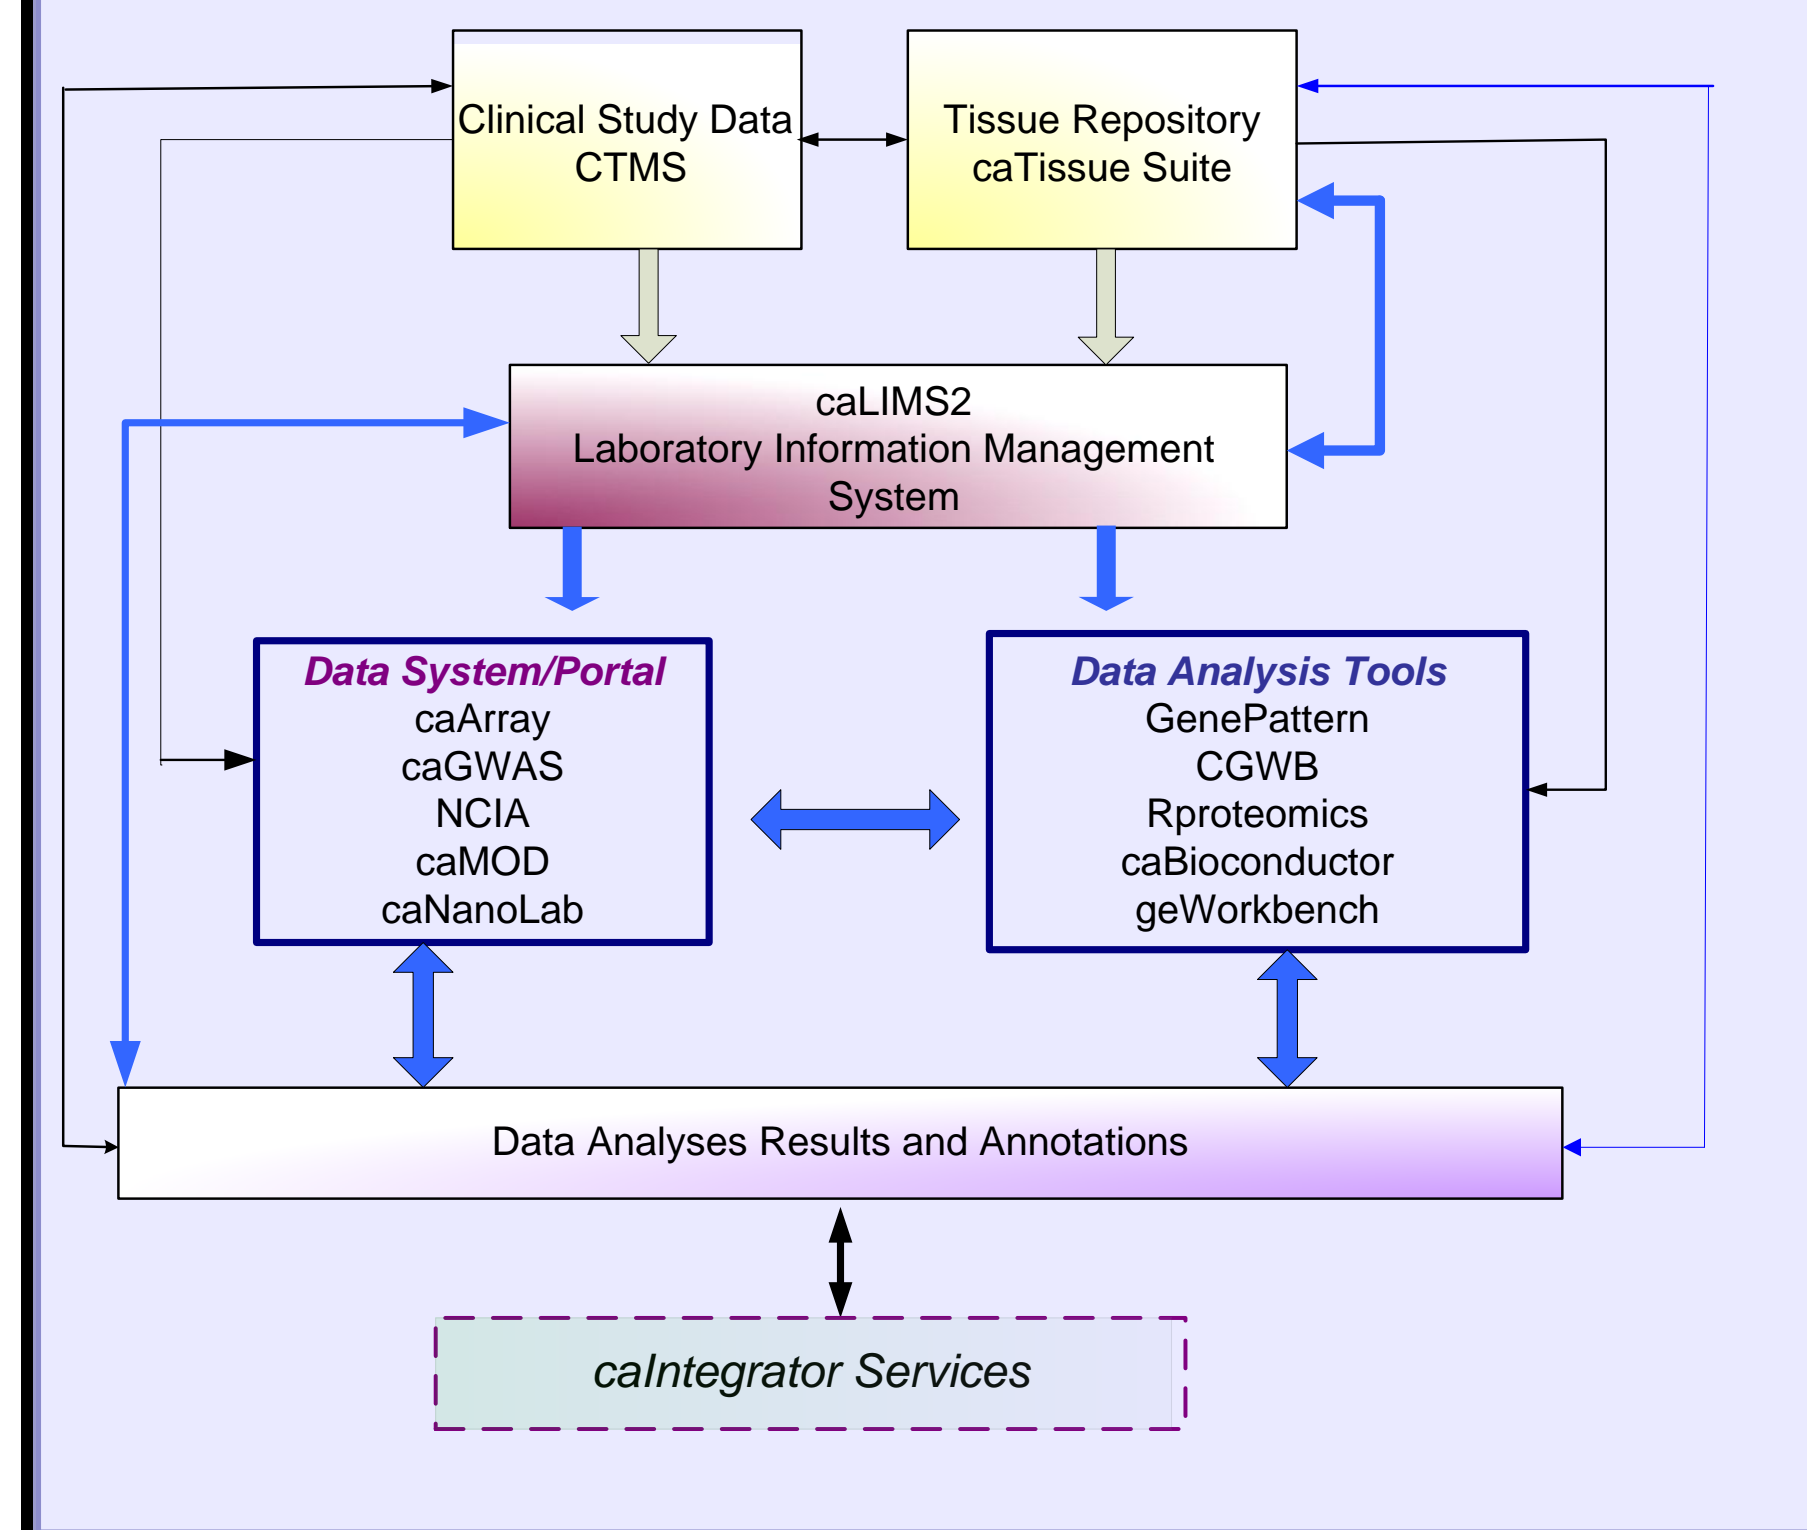 Clinical Study Data
CTMS
Tissue Repository
caTissue Suite
caLIMS2
Laboratory Information Management
System
Data System/Portal
caArray
caGWAS
NCIA
caMOD
caNanoLab
Data Analysis Tools
GenePattern
CGWB
Rproteomics
caBioconductor
geWorkbench
Data Analyses Results and Annotations
caIntegrator Services